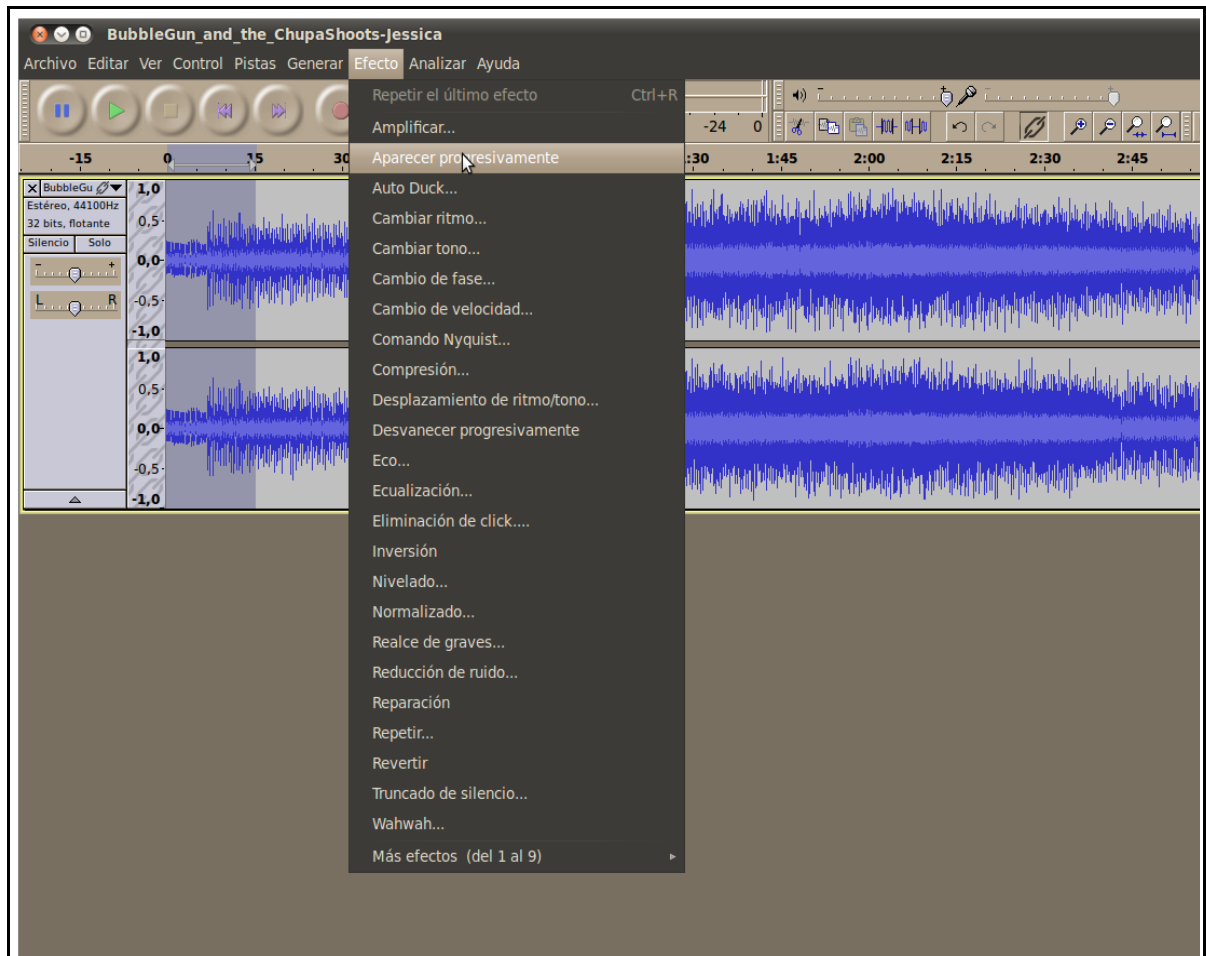 BubbleGun_and_the_ChupaShoots-Jessica
Archivo Editar Ver Control Pistas Generar Efecto Analizar Ayuda
Repetir el último efecto Ctrl+R
Amplificar...
-24 0
Aparecer progresivamente
-15 0 15 30 :30 1:45 2:00 2:15 2:30 2:45
Auto Duck...
Cambiar ritmo...
Cambiar tono...
Cambio de fase...
Cambio de velocidad...
Comando Nyquist...
Compresión...
Desplazamiento de ritmo/tono...
Desvanecer progresivamente
Eco...
Ecualización...
Eliminación de click....
Inversión
Nivelado...
Normalizado...
Realce de graves...
Reducción de ruido...
Reparación
Repetir...
Revertir
Truncado de silencio...
Wahwah...
Más efectos (del 1 al 9)
BubbleGu
Estéreo, 44100Hz
32 bits, flotante
Silencio Solo
- +
L R
1,0
0,5
0,0
-0,5
-1,0
1,0
0,5
0,0
-0,5
-1,0